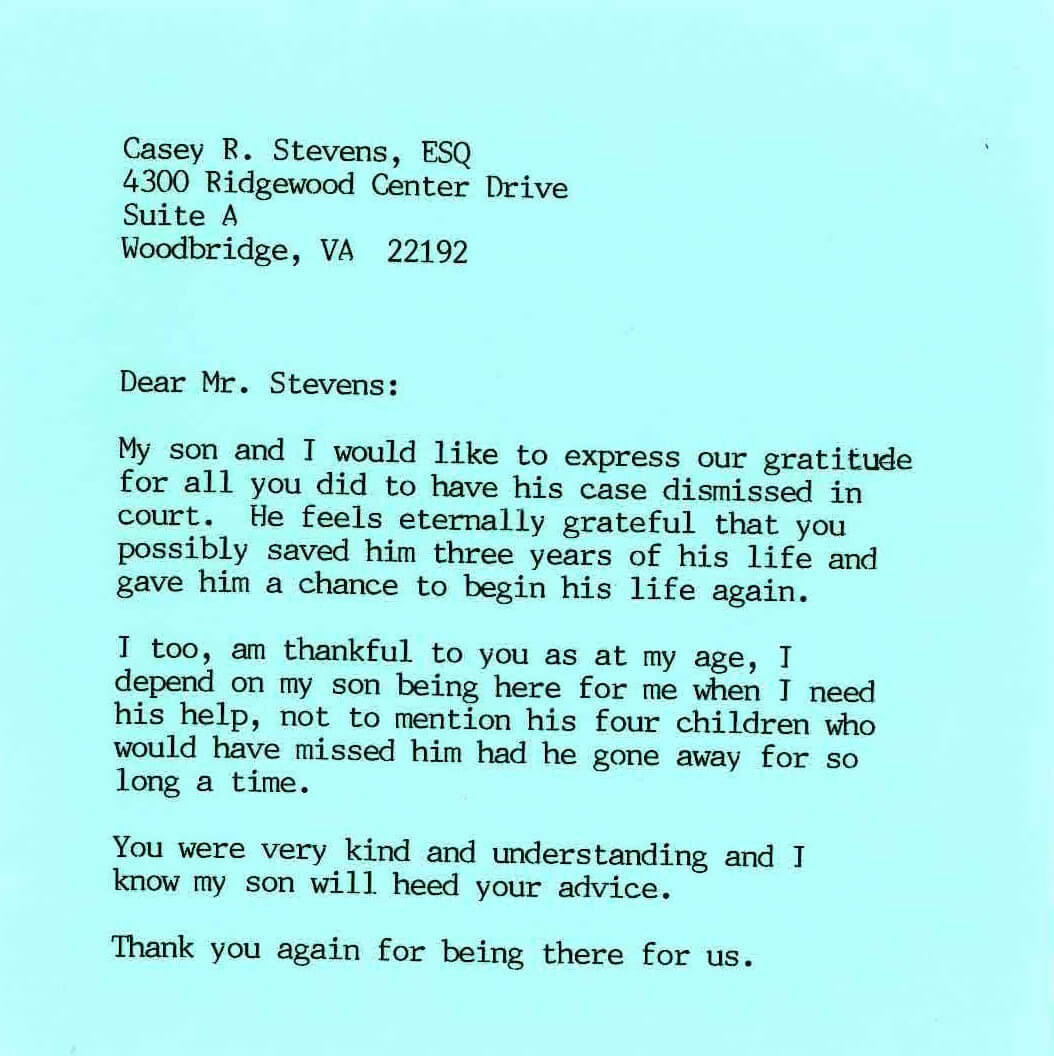 Casey R. Stevens, ESQ
4300 Ridgewood Center Drive
Suite A
Woodbridge, VA  22192
Dear Mr. Stevens:
My son and I would like to express our gratitude
for all you did to have his case dismissed in
court.  He feels eternally grateful that you
possibly saved him three years of his life and
gave him a chance to begin his life again.
I too, am thankful to you as at my age, I
depend on my son being here for me when I need
his help, not to mention his four children who
would have missed him had he gone away for so
long a time.
You were very kind and understanding and I
know my son will heed your advice.
Thank you again for being there for us.